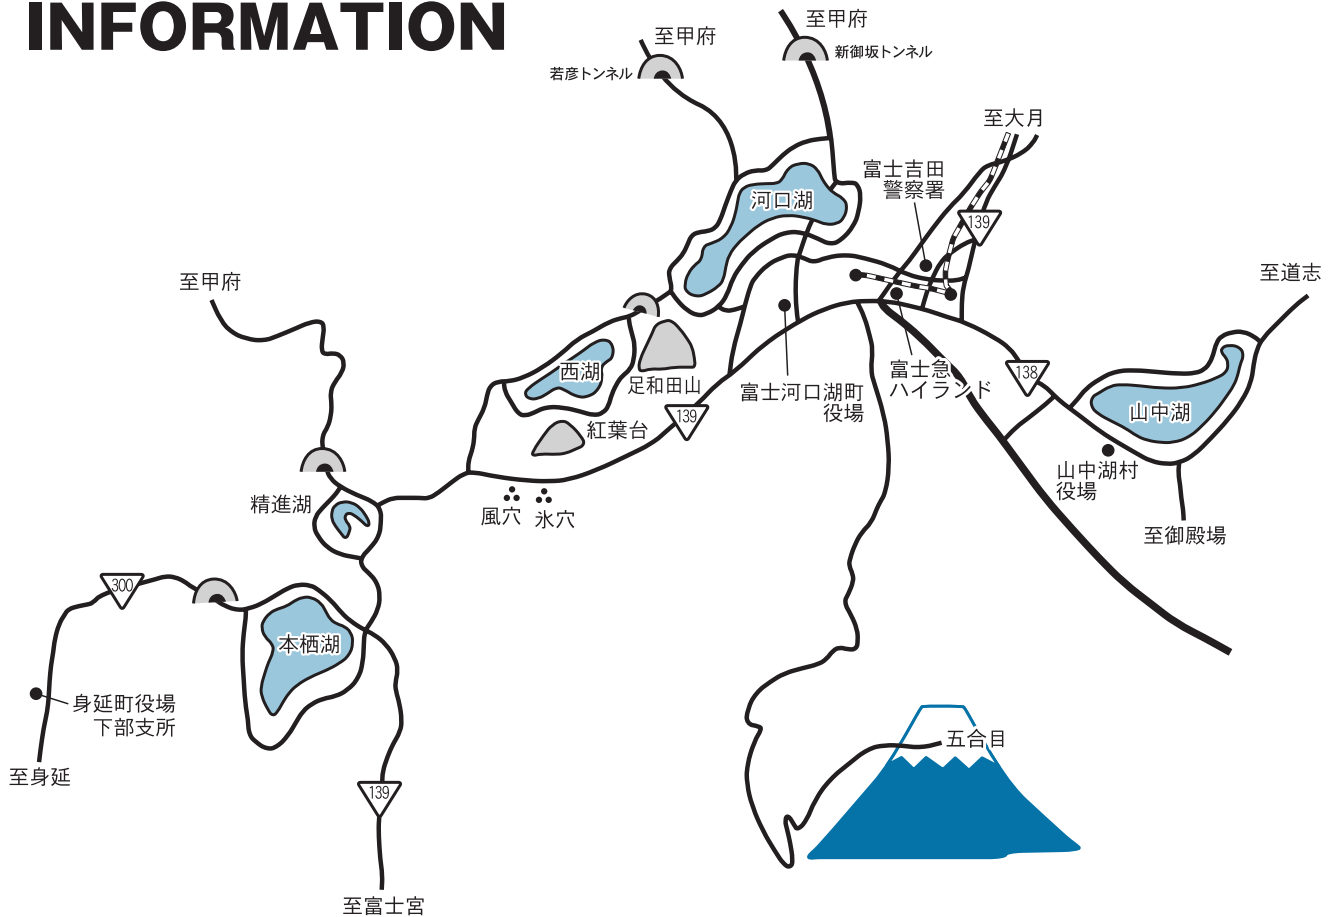 INFORMATION
至甲府
至甲府
若彦トンネル
新御坂トンネル
至大月
富士吉田
警察署
139
河口湖
至甲府
至道志
西湖
足和田山
富士河口湖町
役場
富士急
ハイランド
138
山中湖
139
紅葉台
山中湖村
役場
精進湖
風穴
氷穴
至御殿場
300
本栖湖
身延町役場
下部支所
五合目
至身延
139
至富士宮